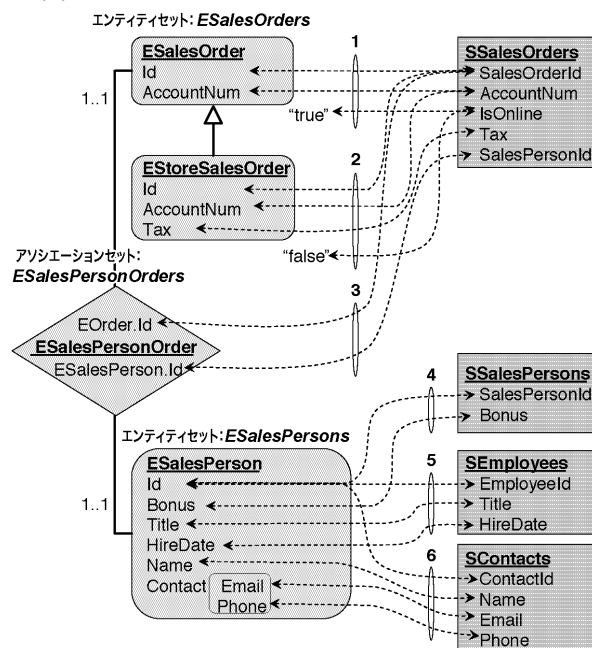 エンティティセット: ESalesOrders
ESalesOrder
Id
AccountNum
1..1
1
"true"
SSalesOrders
SalesOrderId
AccountNum
IsOnline
Tax
SalesPersonId
EStoreSalesOrder
Id
AccountNum
Tax
2
"false"
アソシエーションセット:
ESalesPersonOrders
EOrder.Id
ESalesPersonOrder
ESalesPerson.Id
3
4
SSalesPersons
SalesPersonId
Bonus
エンティティセット: ESalesPersons
1..1
ESalesPerson
Id
Bonus
Title
HireDate
Name
Contact
Email
Phone
5
SEmployees
EmployeeId
Title
HireDate
6
SContacts
ContactId
Name
Email
Phone